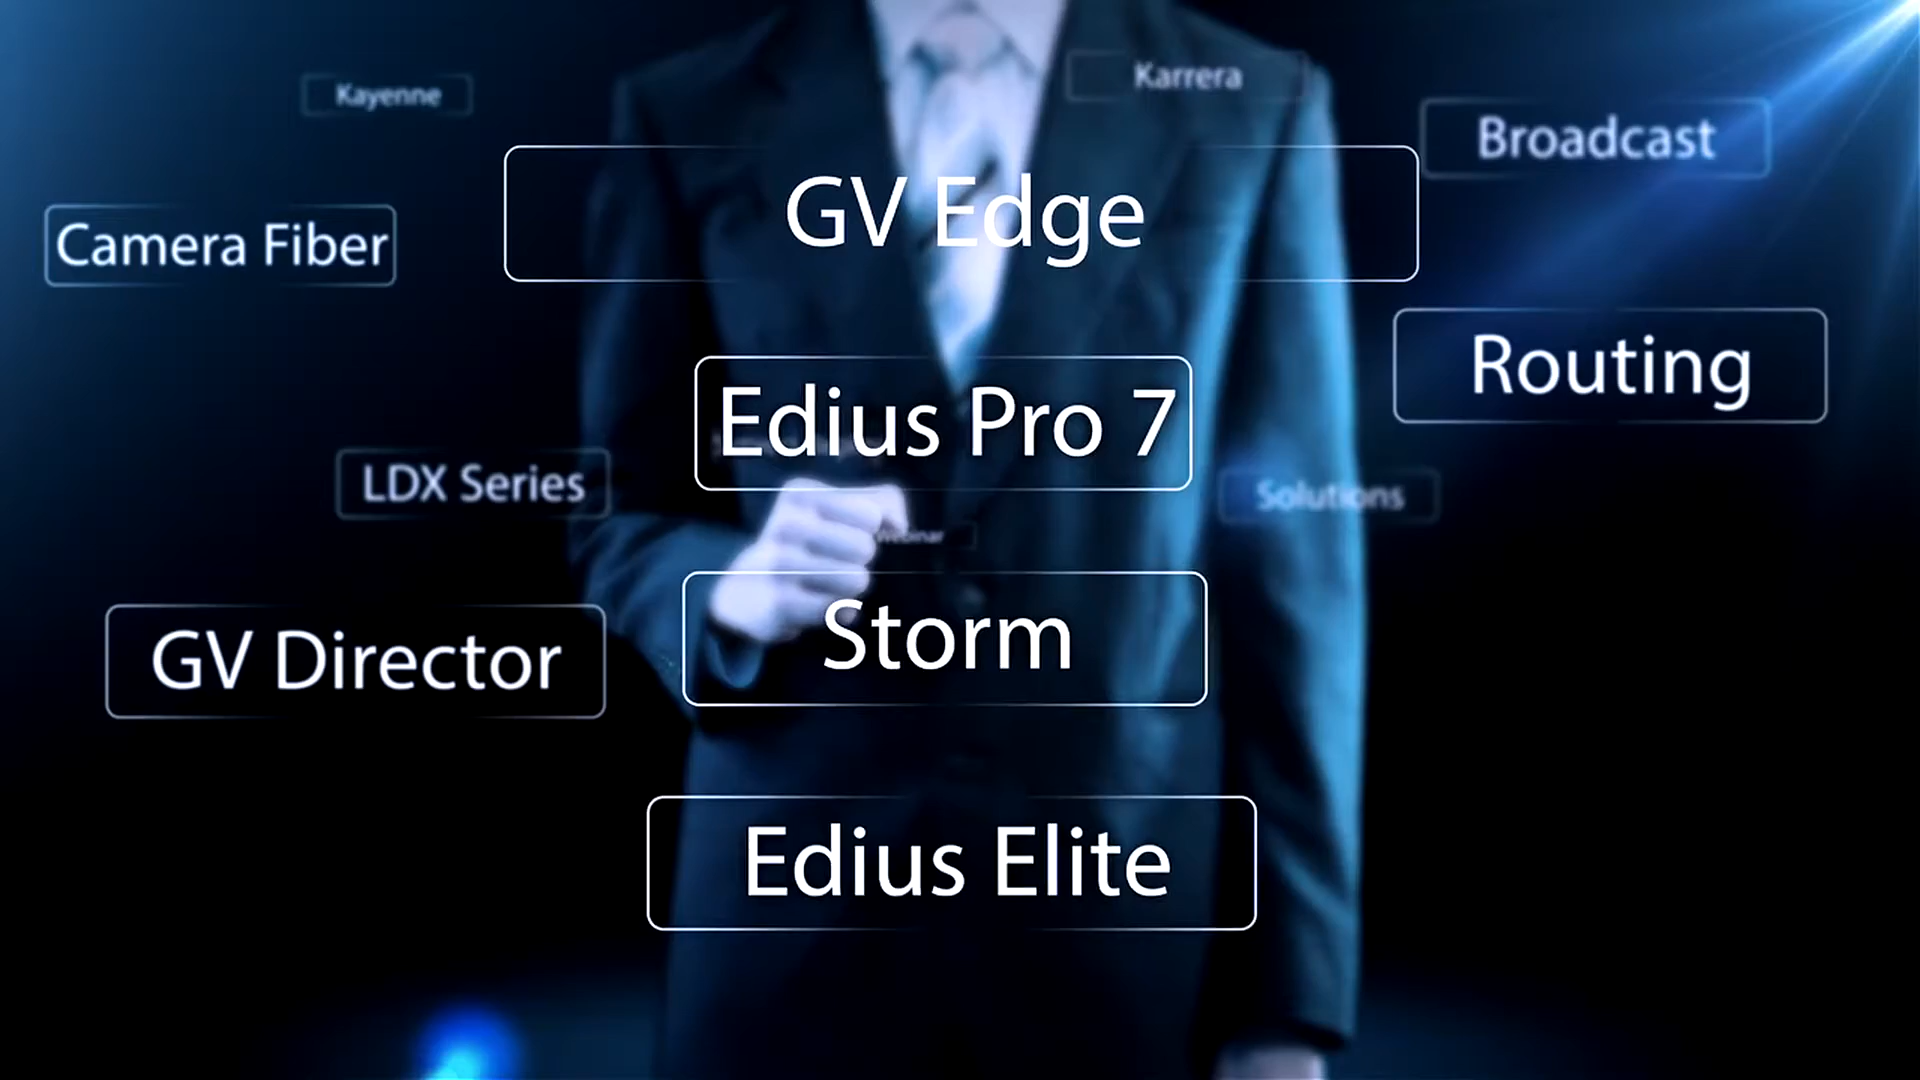 Kayenne
Karrera
Broadcast
GV Edge
Camera Fiber
Routing
Edius Pro 7
LDX Series
Solutions
Webinar
Storm
GV Director
Edius Elite